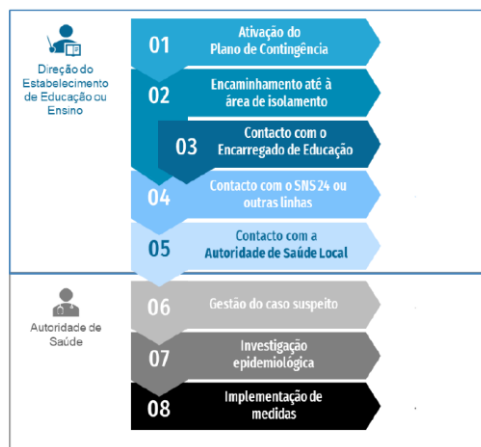 Direção do
Estabelecimento
de Educação ou
Ensino
01
Ativação do
Plano de Contingência
02
Encaminhamento até à
área de isolamento
03
Contacto com o
Encarregado de Educação
04
Contacto com o SNS 24 ou
outras linhas
05
Contacto com a
Autoridade de Saúde Local
Autoridade de
Saúde
06
Gestão do caso suspeito
07
Investigação
epidemiológica
08
Implementação de
medidas